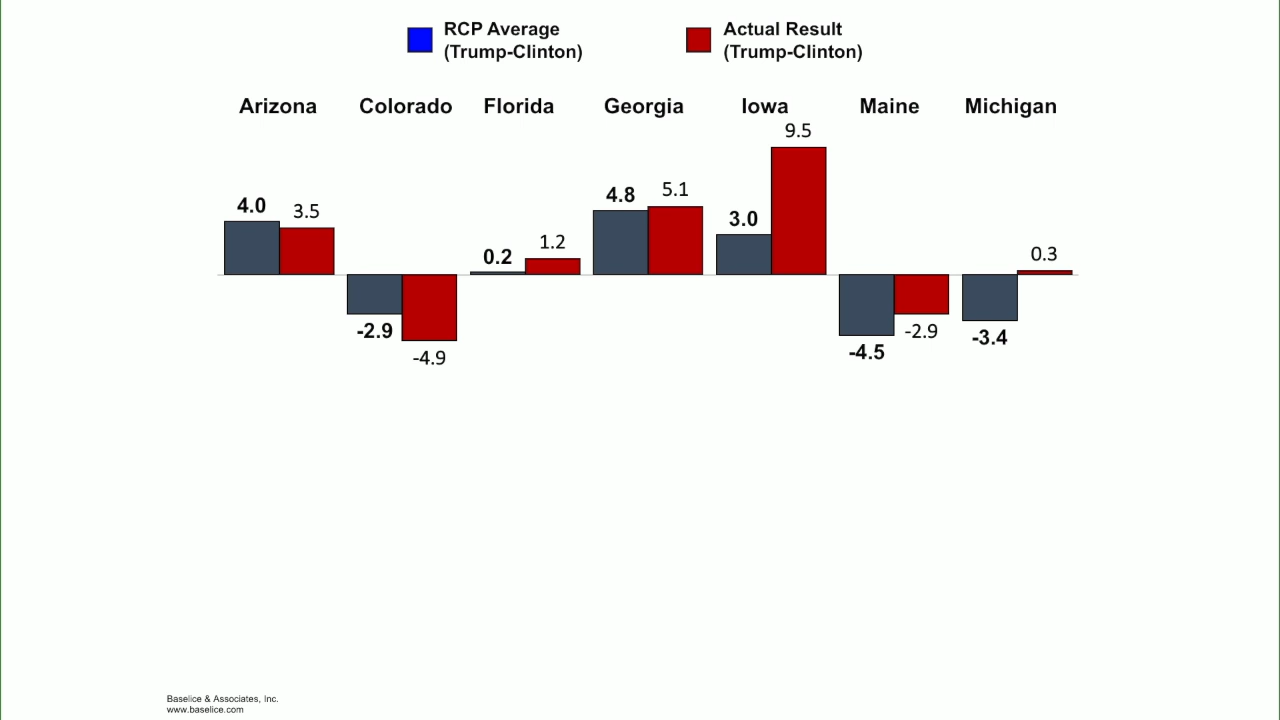 RCP Average
(Trump-Clinton)
Actual Result
(Trump-Clinton)
Arizona Colorado Florida Georgia Iowa Maine Michigan
4.0 3.5
-2.9 -4.9
0.2 1.2
4.8 5.1
3.0 9.5
-4.5 -2.9
-3.4 0.3
Baselice & Associates, Inc.
www.baselice.com